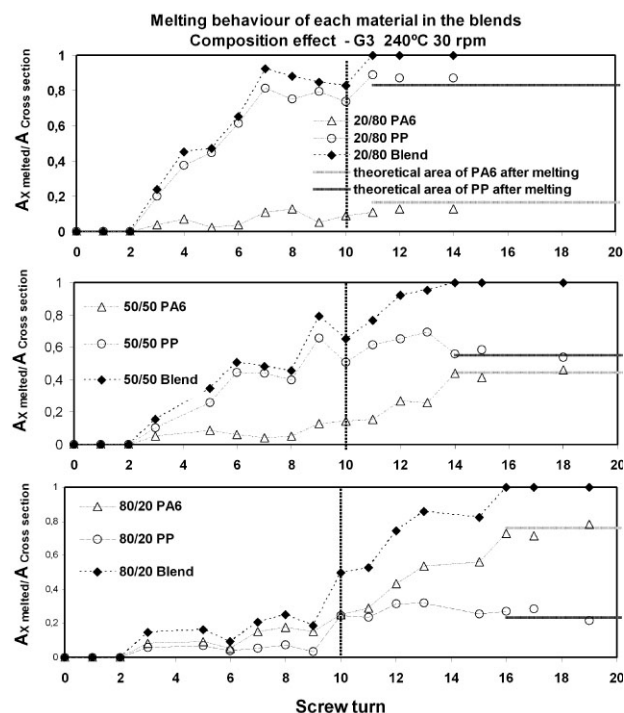 Melting behaviour of each material in the blends
Composition effect - G3 240ºC 30 rpm
Ax melted/ A Cross section
1
0,8
0,6
0,4
0,2
0
20/80 PA6
20/80 PP
20/80 Blend
theoretical area of PA6 after melting
theoretical area of PP after melting
0 2 4 6 8 10 12 14 16 18 20
Ax melted/ A Cross section
1
0,8
0,6
0,4
0,2
0
50/50 PA6
50/50 PP
50/50 Blend
0 2 4 6 8 10 12 14 16 18 20
Ax melted/ A Cross section
1
0,8
0,6
0,4
0,2
0
80/20 PA6
80/20 PP
80/20 Blend
0 2 4 6 8 10 12 14 16 18 20
Screw turn